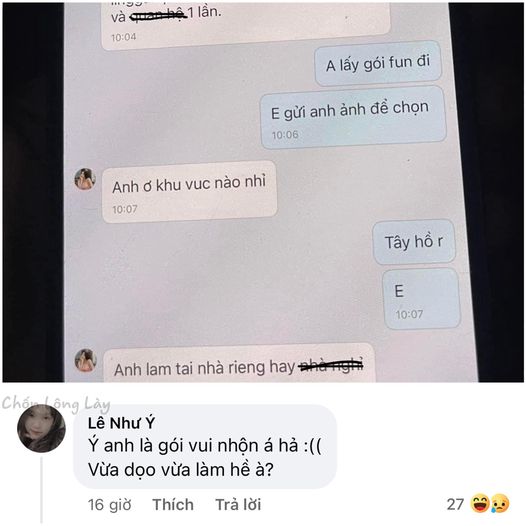 và quan hệ 1 lần.
10:04
A lấy gói fun đi
E gửi anh ảnh để chọn
10:06
Anh ơ khu vuc nào nhỉ
10:07
Tây hồ r
E
10:07
Anh lam tai nhà rieng hay nhà nghỉ
Chốn Lông Lày
Lê Như Ý
Ý anh là gói vui nhộn á hả :((
Vừa dọo vừa làm hề à?
16 giờ Thích Trả lời 27